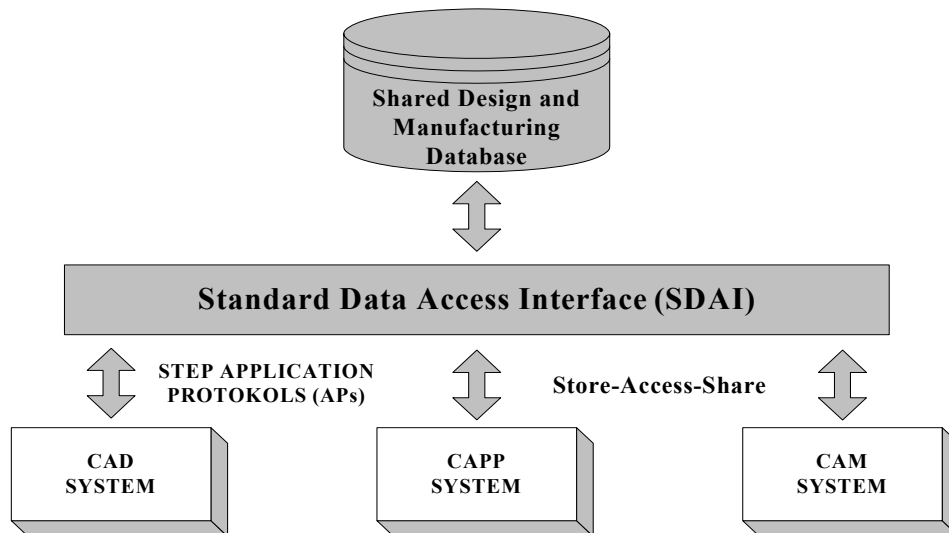 Shared Design and
Manufacturing
Database
Standard Data Access Interface (SDAI)
STEP APPLICATION
PROTOKOLS (APs)
Store-Access-Share
CAD
SYSTEM
CAPP
SYSTEM
CAM
SYSTEM